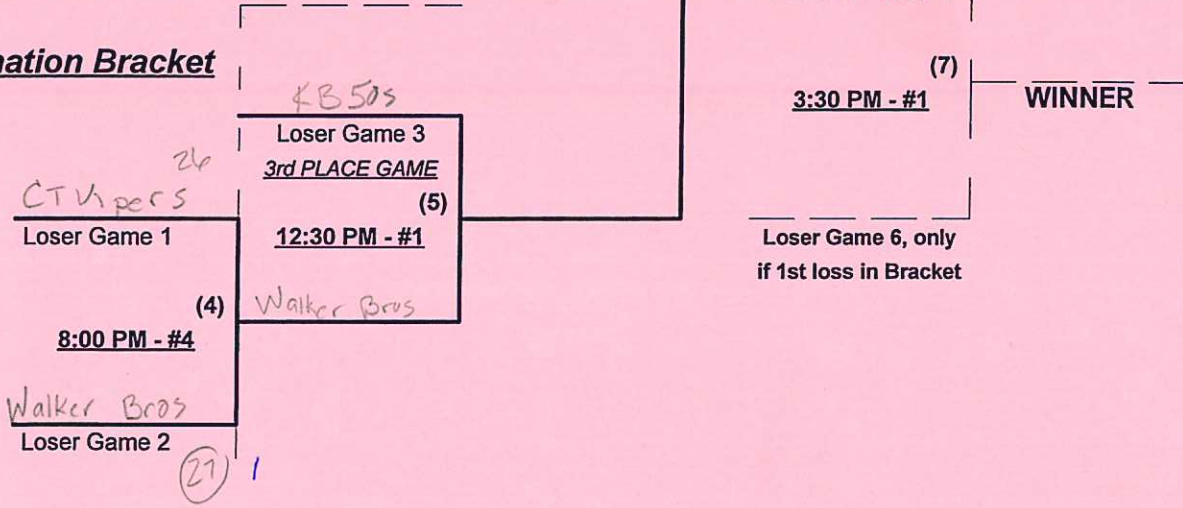 nation Bracket
(7)
3:30 PM - #1
WINNER
KB 50s
Loser Game 3
3rd PLACE GAME
26
CT Vipers
Loser Game 1
(5)
12:30 PM - #1
Loser Game 6, only
if 1st loss in Bracket
(4)
Walker Bros
8:00 PM - #4
Walker Bros
Loser Game 2
27
1